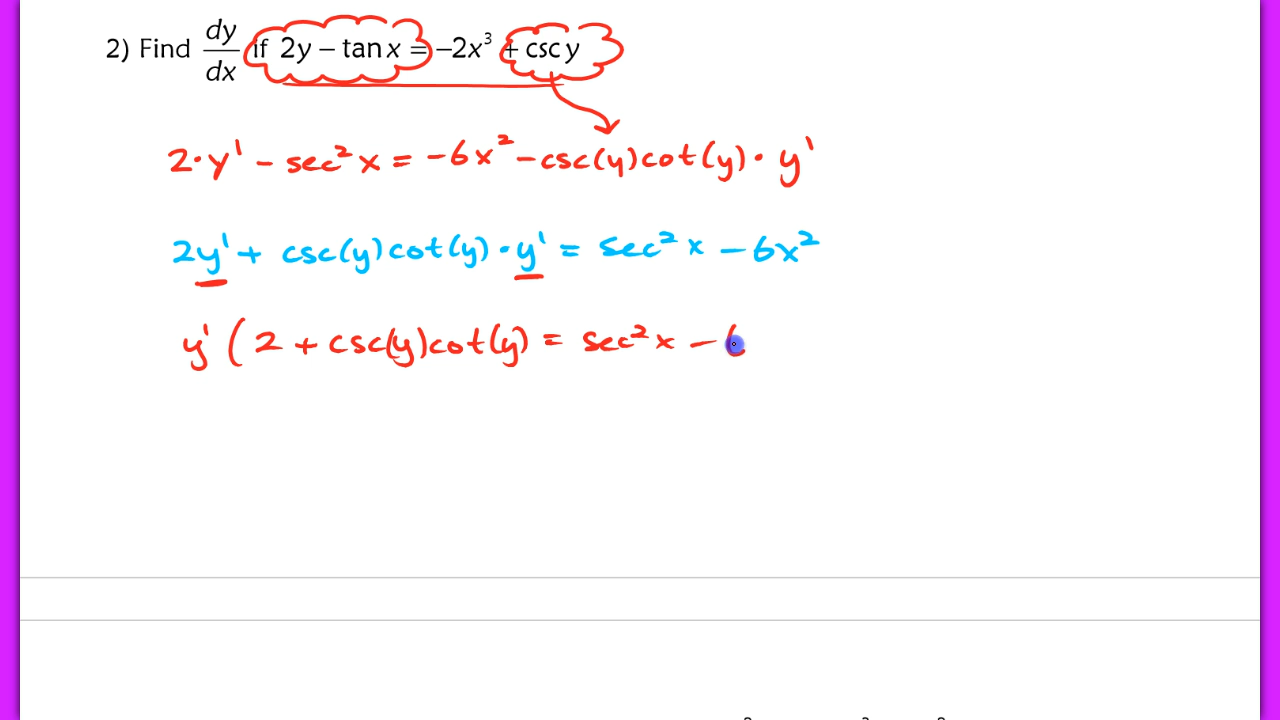 2) Find dy/dx if 2y – tan x = –2x³ + csc y
2·y' – sec²x = –6x² – csc(y)cot(y)· y'
2y' + csc(y)cot(y)·y' = sec²x – 6x²
y' ( 2 + csc(y)cot(y) = sec²x – 6